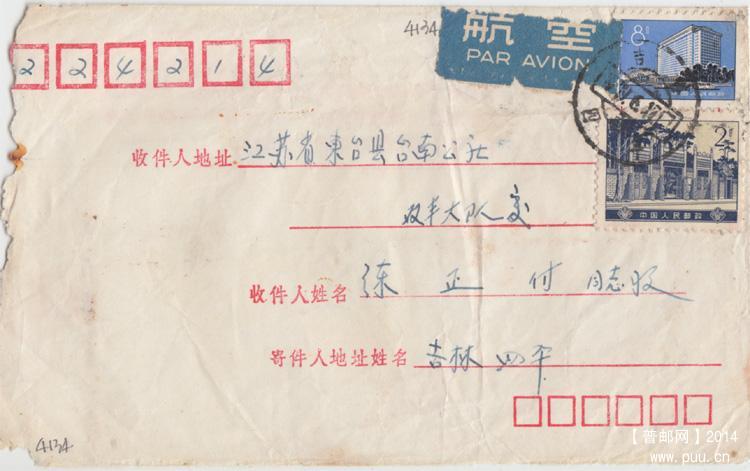 4134
航空
PAR AVION
8分
224214
2分
中国人民邮政
收件人地址 江苏省东台县台南公社
双丰大队交
收件人姓名 练正付 同志收
寄件人地址姓名 吉林 四平
4134
【普邮网】2014
www.puu.cn